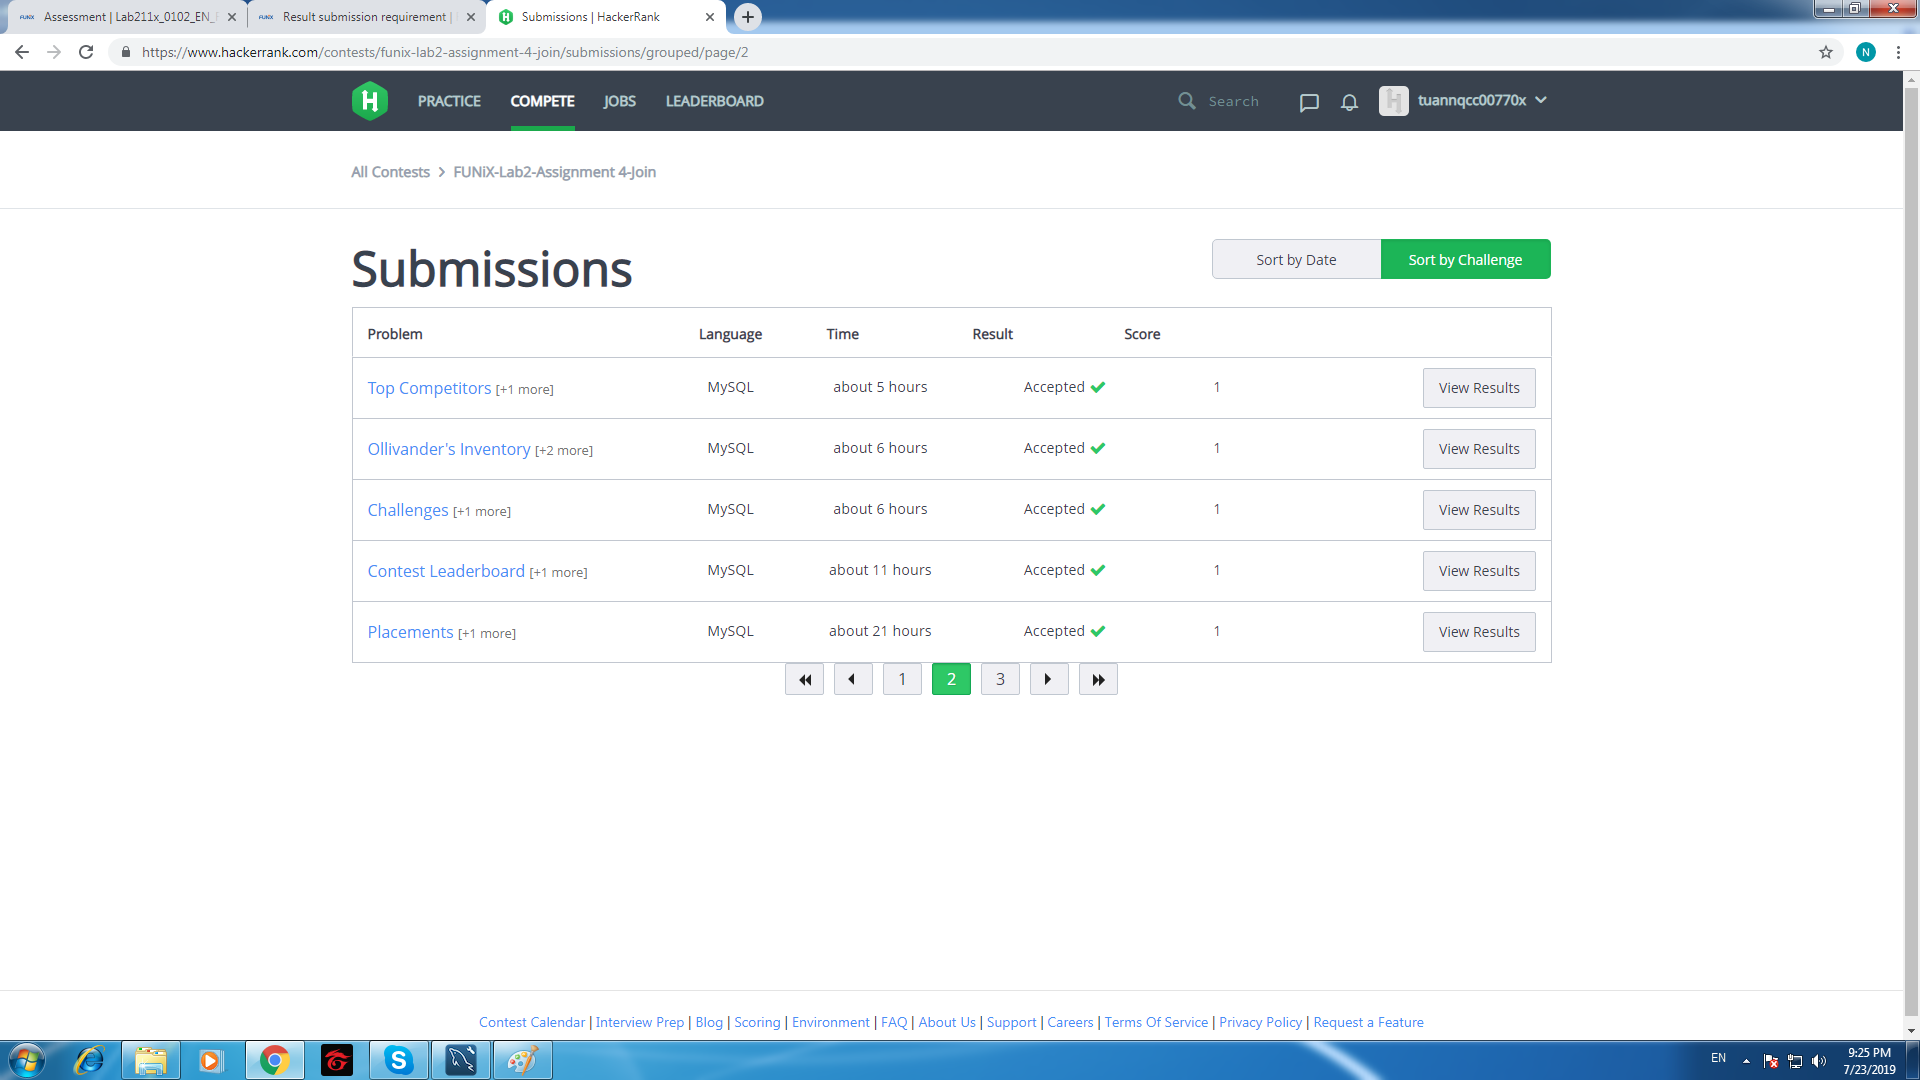 FUNiX Assessment | Lab211x_0102_EN_
FUNiX Result submission requirement |
Submissions | HackerRank
https://www.hackerrank.com/contests/funix-lab2-assignment-4-join/submissions/grouped/page/2
N
H PRACTICE COMPETE JOBS LEADERBOARD Search H tuannqcc00770x
All Contests > FUNiX-Lab2-Assignment 4-Join
Submissions
Sort by Date Sort by Challenge
Problem Language Time Result Score
Top Competitors [+1 more] MySQL about 5 hours Accepted 1 View Results
Ollivander's Inventory [+2 more] MySQL about 6 hours Accepted 1 View Results
Challenges [+1 more] MySQL about 6 hours Accepted 1 View Results
Contest Leaderboard [+1 more] MySQL about 11 hours Accepted 1 View Results
Placements [+1 more] MySQL about 21 hours Accepted 1 View Results
1 2 3
Contest Calendar | Interview Prep | Blog | Scoring | Environment | FAQ | About Us | Support | Careers | Terms Of Service | Privacy Policy | Request a Feature
EN 9:25 PM
7/23/2019